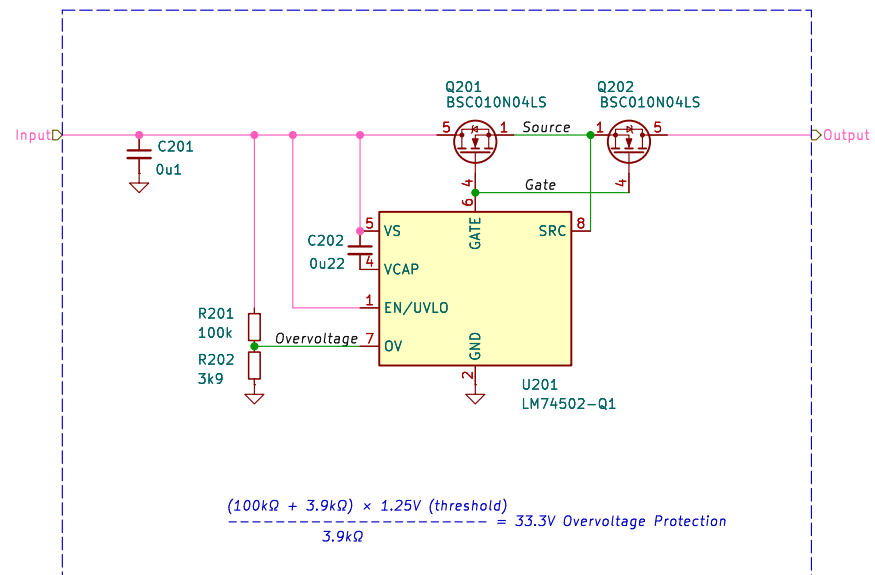 Q201
BSC010N04LS
Q202
BSC010N04LS
Input
5
1
Source
1
5
Output
C201
0u1
4
Gate
4
6
5
VS
GATE
SRC
8
C202
0u22
4
VCAP
1
EN/UVLO
R201
100k
Overvoltage
7
OV
GND
R202
3k9
2
U201
LM74502-Q1
(100kΩ + 3.9kΩ) × 1.25V (threshold)
= 33.3V Overvoltage Protection
3.9kΩ